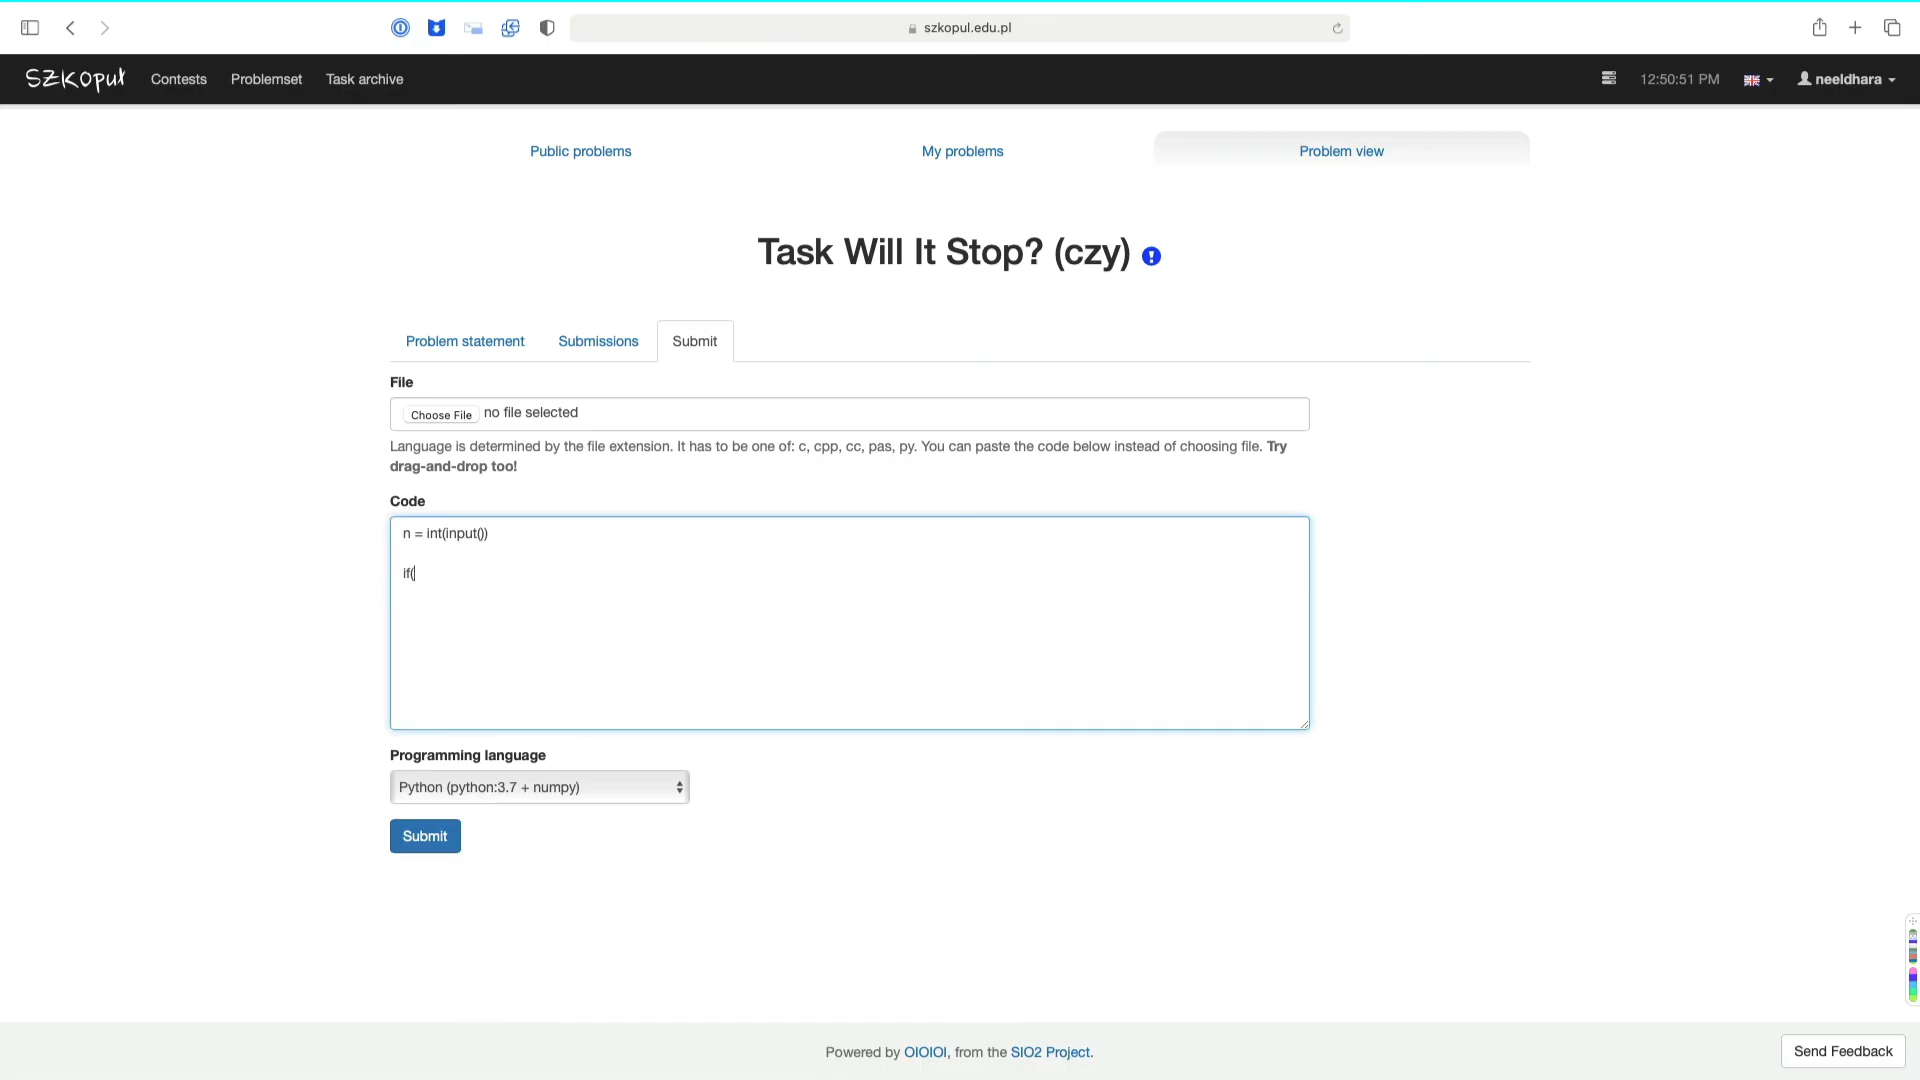 szkopul.edu.pl
SZKOpuł
Contests
Problemset
Task archive
12:50:51 PM
neeldhara
Public problems
My problems
Problem view
Task Will It Stop? (czy)
Problem statement
Submissions
Submit
File
Choose File no file selected
Language is determined by the file extension. It has to be one of: c, cpp, cc, pas, py. You can paste the code below instead of choosing file. Try
drag-and-drop too!
Code
n = int(input())
if(
Programming language
Python (python:3.7 + numpy)
Submit
Powered by OIOIOI, from the SIO2 Project.
Send Feedback